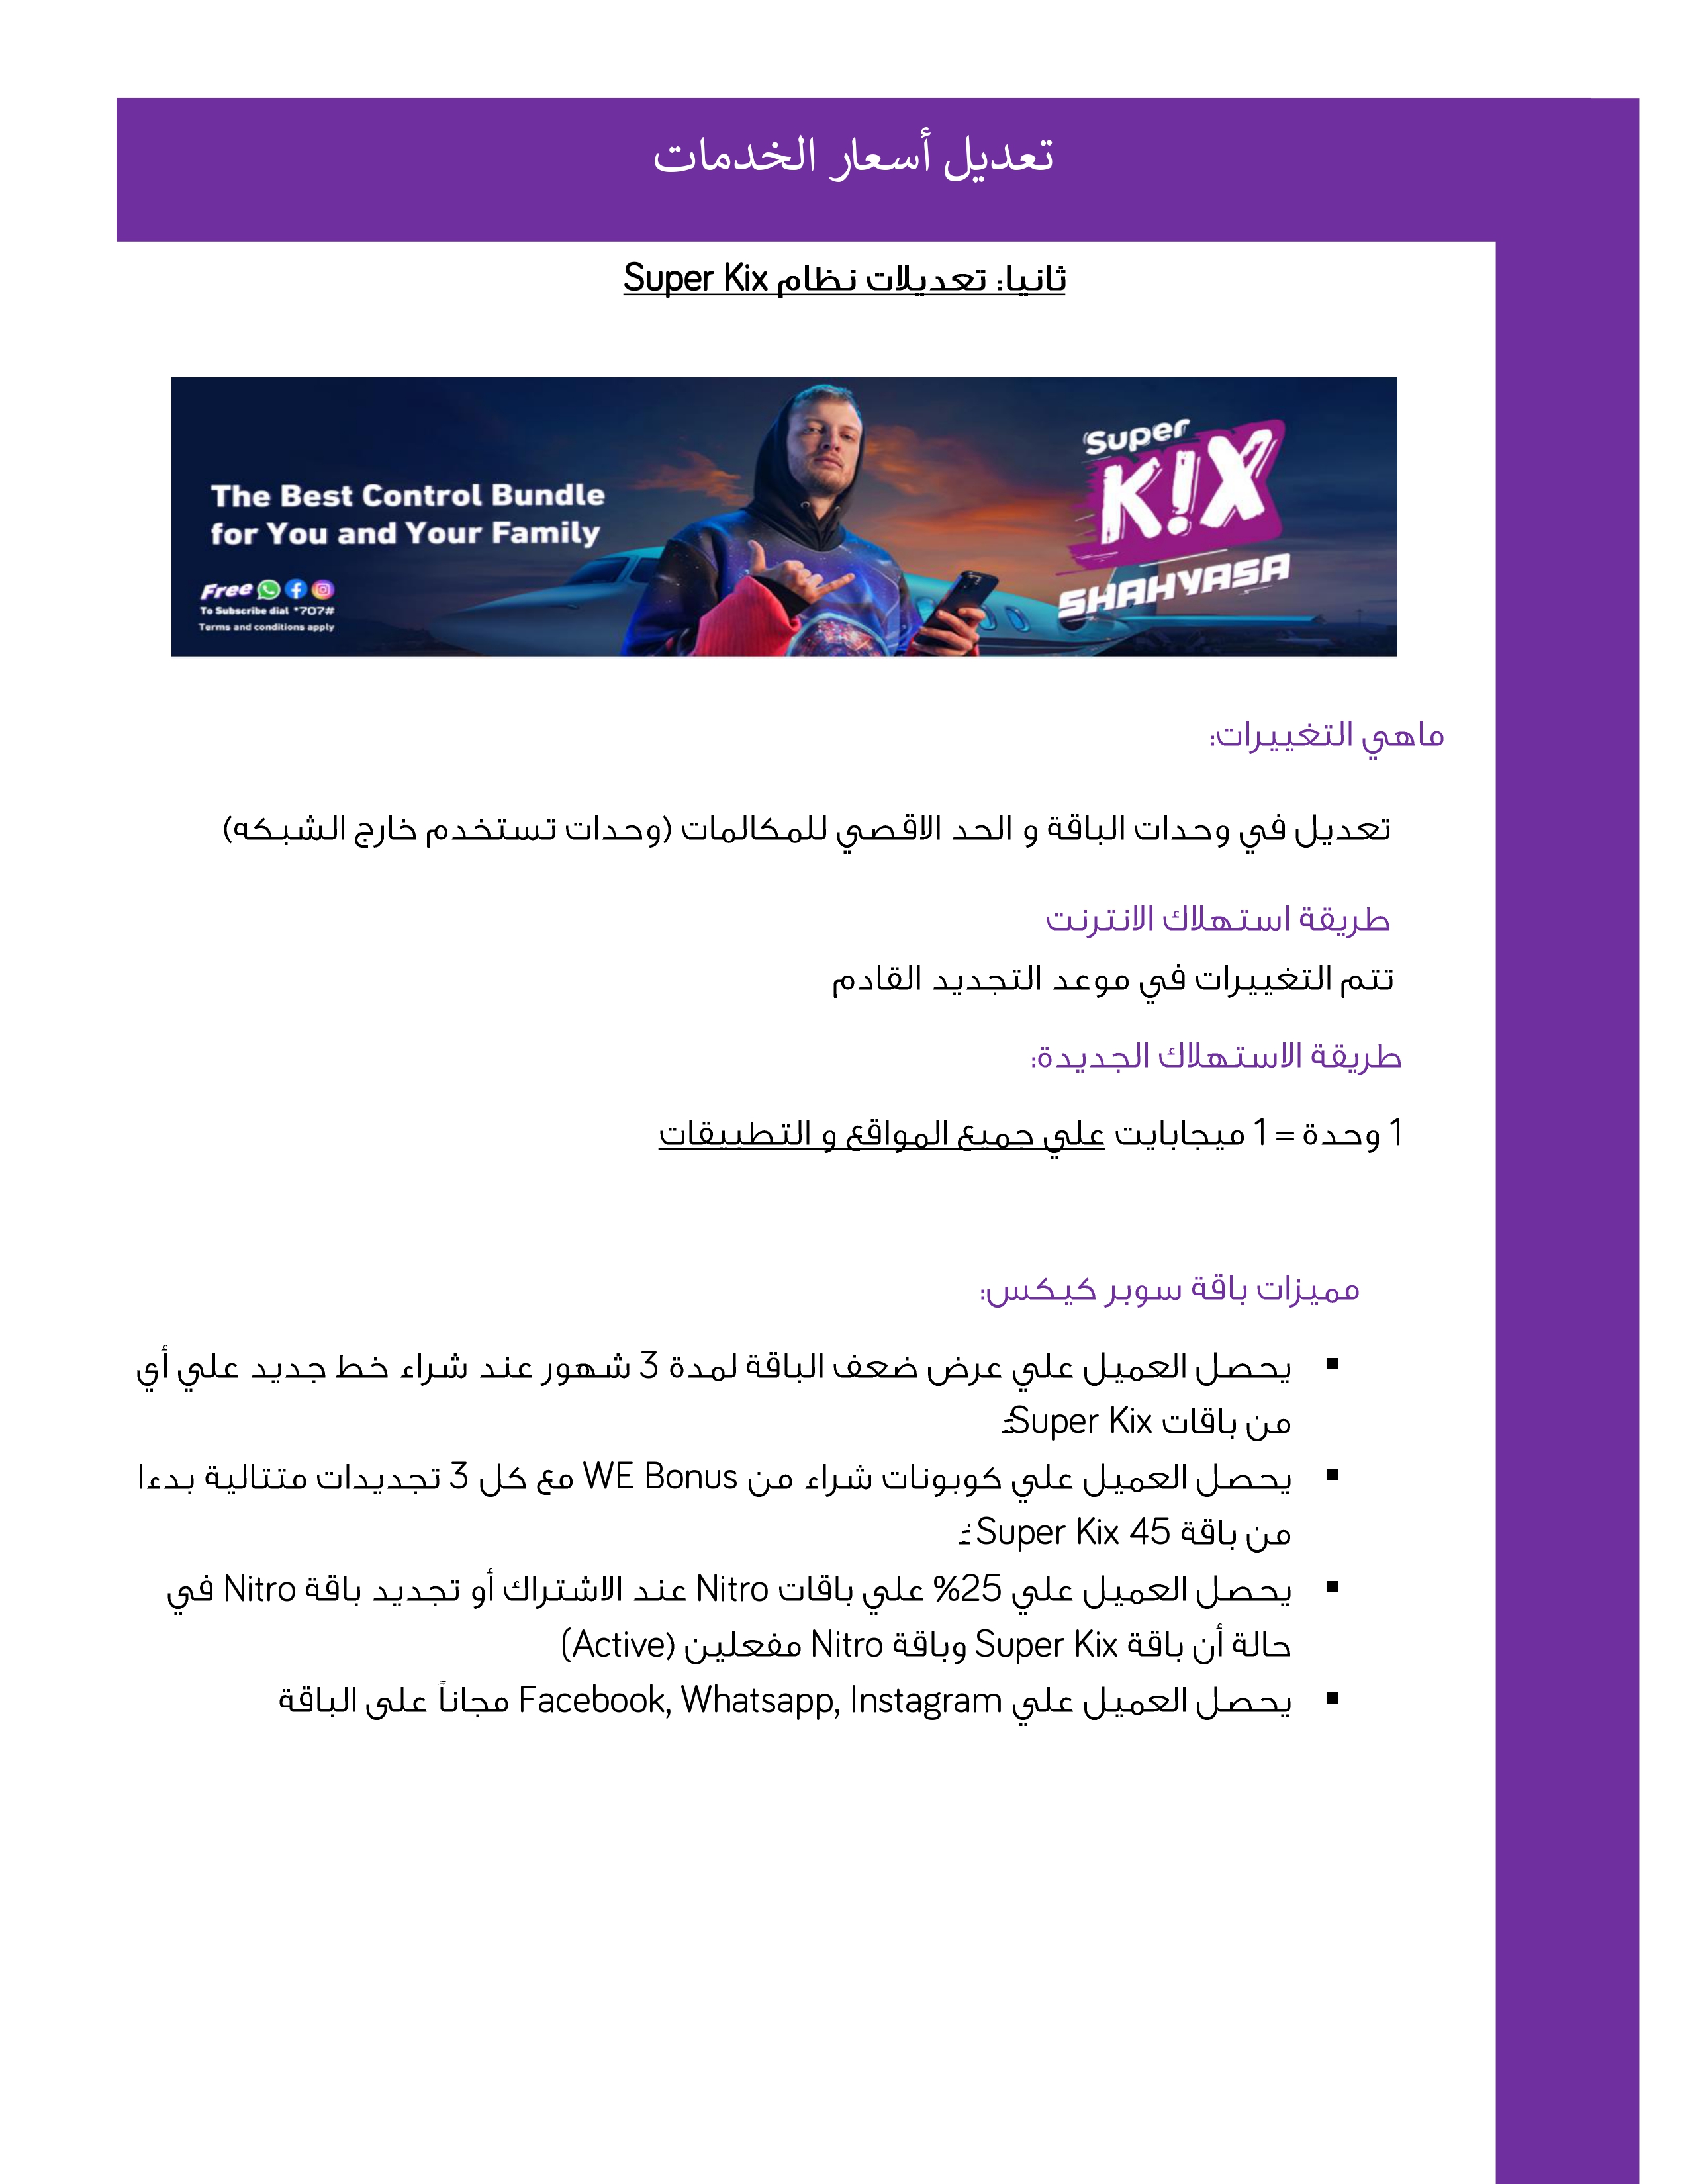 تعديل أسعار الخدمات
ثانيا: تعديلات نظام Super Kix
The Best Control Bundle
for You and Your Family
Free
To Subscribe dial *707#
Terms and conditions apply
Super
K!X
SHAHYASA
ماهي التغييرات:
تعديل في وحدات الباقة و الحد الاقصي للمكالمات (وحدات تستخدم خارج الشبكه)
طريقة استهلاك الانترنت
تتم التغييرات في موعد التجديد القادم
طريقة الاستهلاك الجديدة:
1 وحدة = 1 ميجابايت علي جميع المواقع و التطبيقات
مميزات باقة سوبر كيكس:
▪ يحصل العميل علي عرض ضعف الباقة لمدة 3 شهور عند شراء خط جديد علي أي
من باقات Super Kix
▪ يحصل العميل علي كوبونات شراء من WE Bonus مع كل 3 تجديدات متتالية بدءا
من باقة Super Kix 45
▪ يحصل العميل علي 25% علي باقات Nitro عند الاشتراك أو تجديد باقة Nitro في
حالة أن باقة Super Kix وباقة Nitro مفعلين (Active)
▪ يحصل العميل علي Facebook, Whatsapp, Instagram مجاناً على الباقة